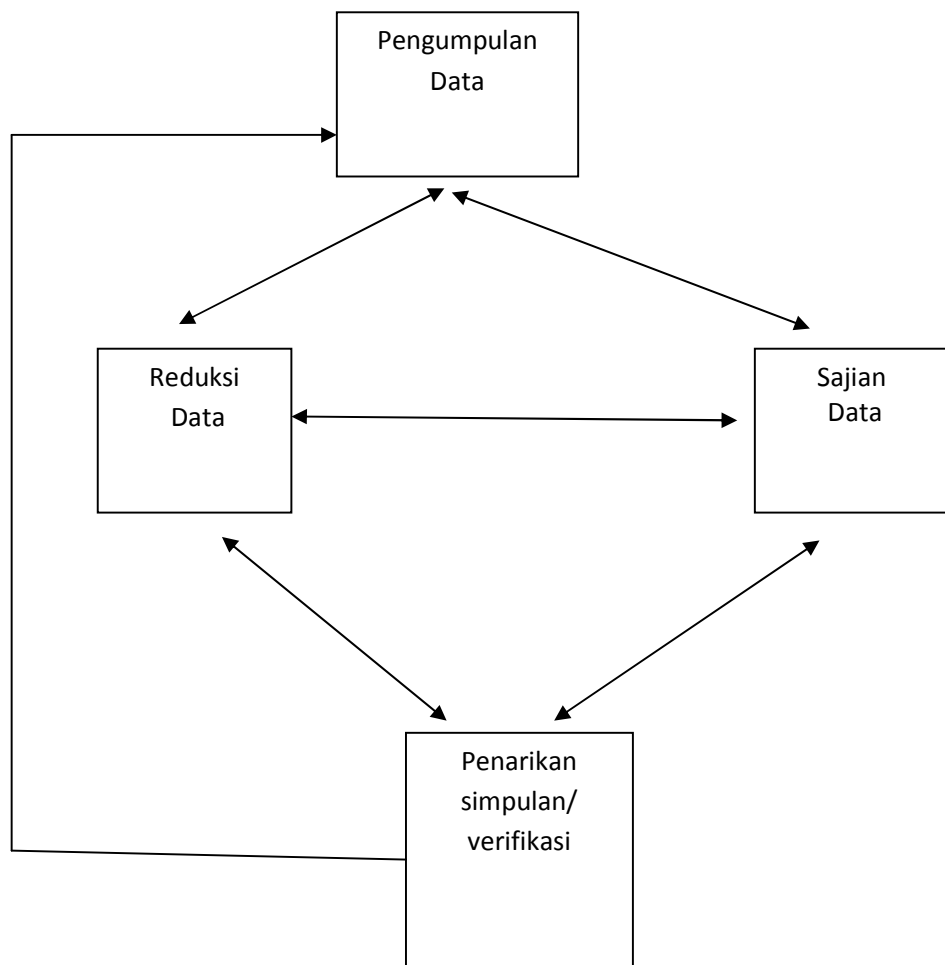 Pengumpulan
Data
Reduksi
Data
Sajian
Data
Penarikan
simpulan/
verifikasi